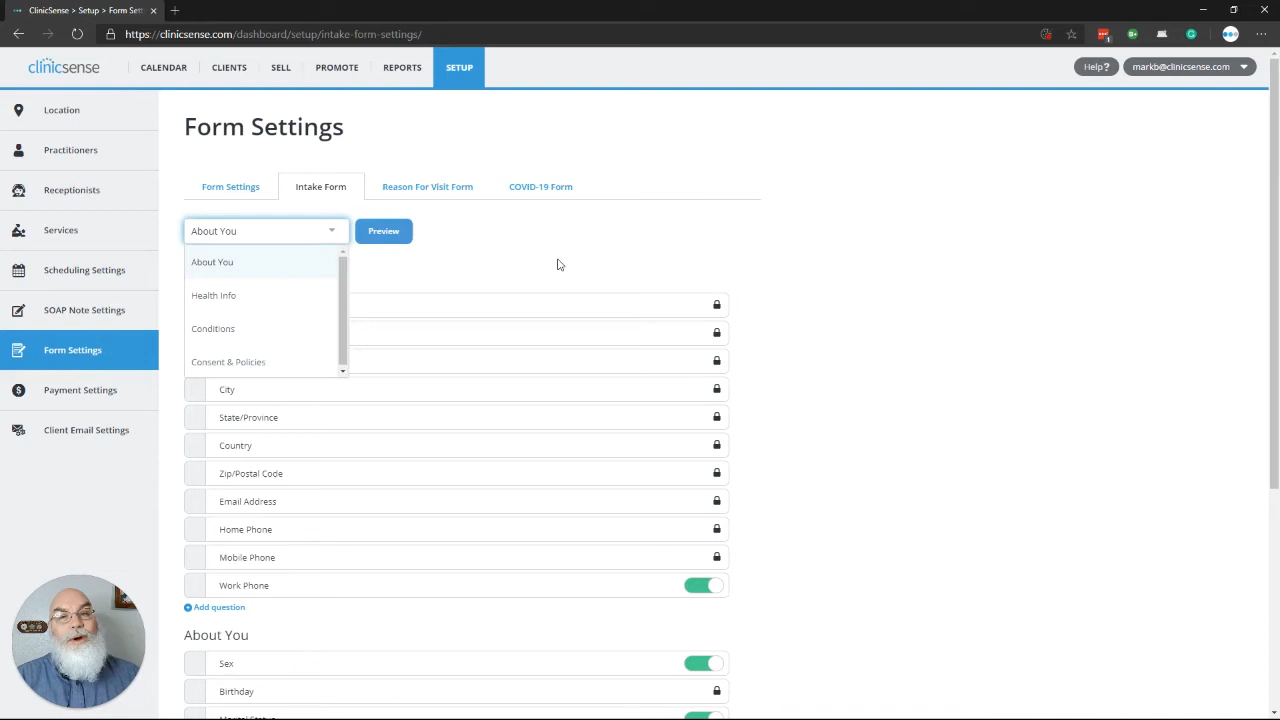 ClinicSense > Setup > Form Sett
https://clinicsense.com/dashboard/setup/intake-form-settings/
1
clinicsense
CALENDAR
CLIENTS
SELL
PROMOTE
REPORTS
SETUP
Help?
markb@clinicsense.com
Location
Practitioners
Receptionists
Services
Scheduling Settings
SOAP Note Settings
Form Settings
Payment Settings
Client Email Settings
Form Settings
Form Settings
Intake Form
Reason For Visit Form
COVID-19 Form
About You
Preview
About You
Health Info
Conditions
Consent & Policies
City
State/Province
Country
Zip/Postal Code
Email Address
Home Phone
Mobile Phone
Work Phone
Add question
About You
Sex
Birthday
Marital Status